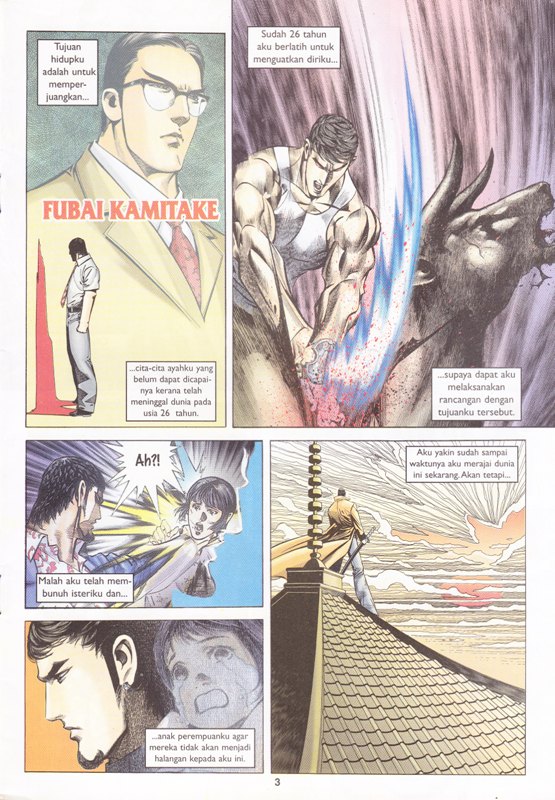 Tujuan
hidupku
adalah untuk
memper-
juangkan...
FUBAI KAMITAKE
...cita-cita ayahku yang
belum dapat dicapai-
nya kerana telah
meninggal dunia pada
usia 26 tahun.
Sudah 26 tahun
aku berlatih untuk
menguatkan diriku...
...supaya dapat aku
melaksanakan
rancangan dengan
tujuanku tersebut.
Ah?!
Malah aku telah mem-
bunuh isteriku dan...
...anak perempuanku agar
mereka tidak akan menjadi
halangan kepada aku ini.
Aku yakin sudah sampai
waktunya aku merajai dunia
ini sekarang. Akan tetapi...
3